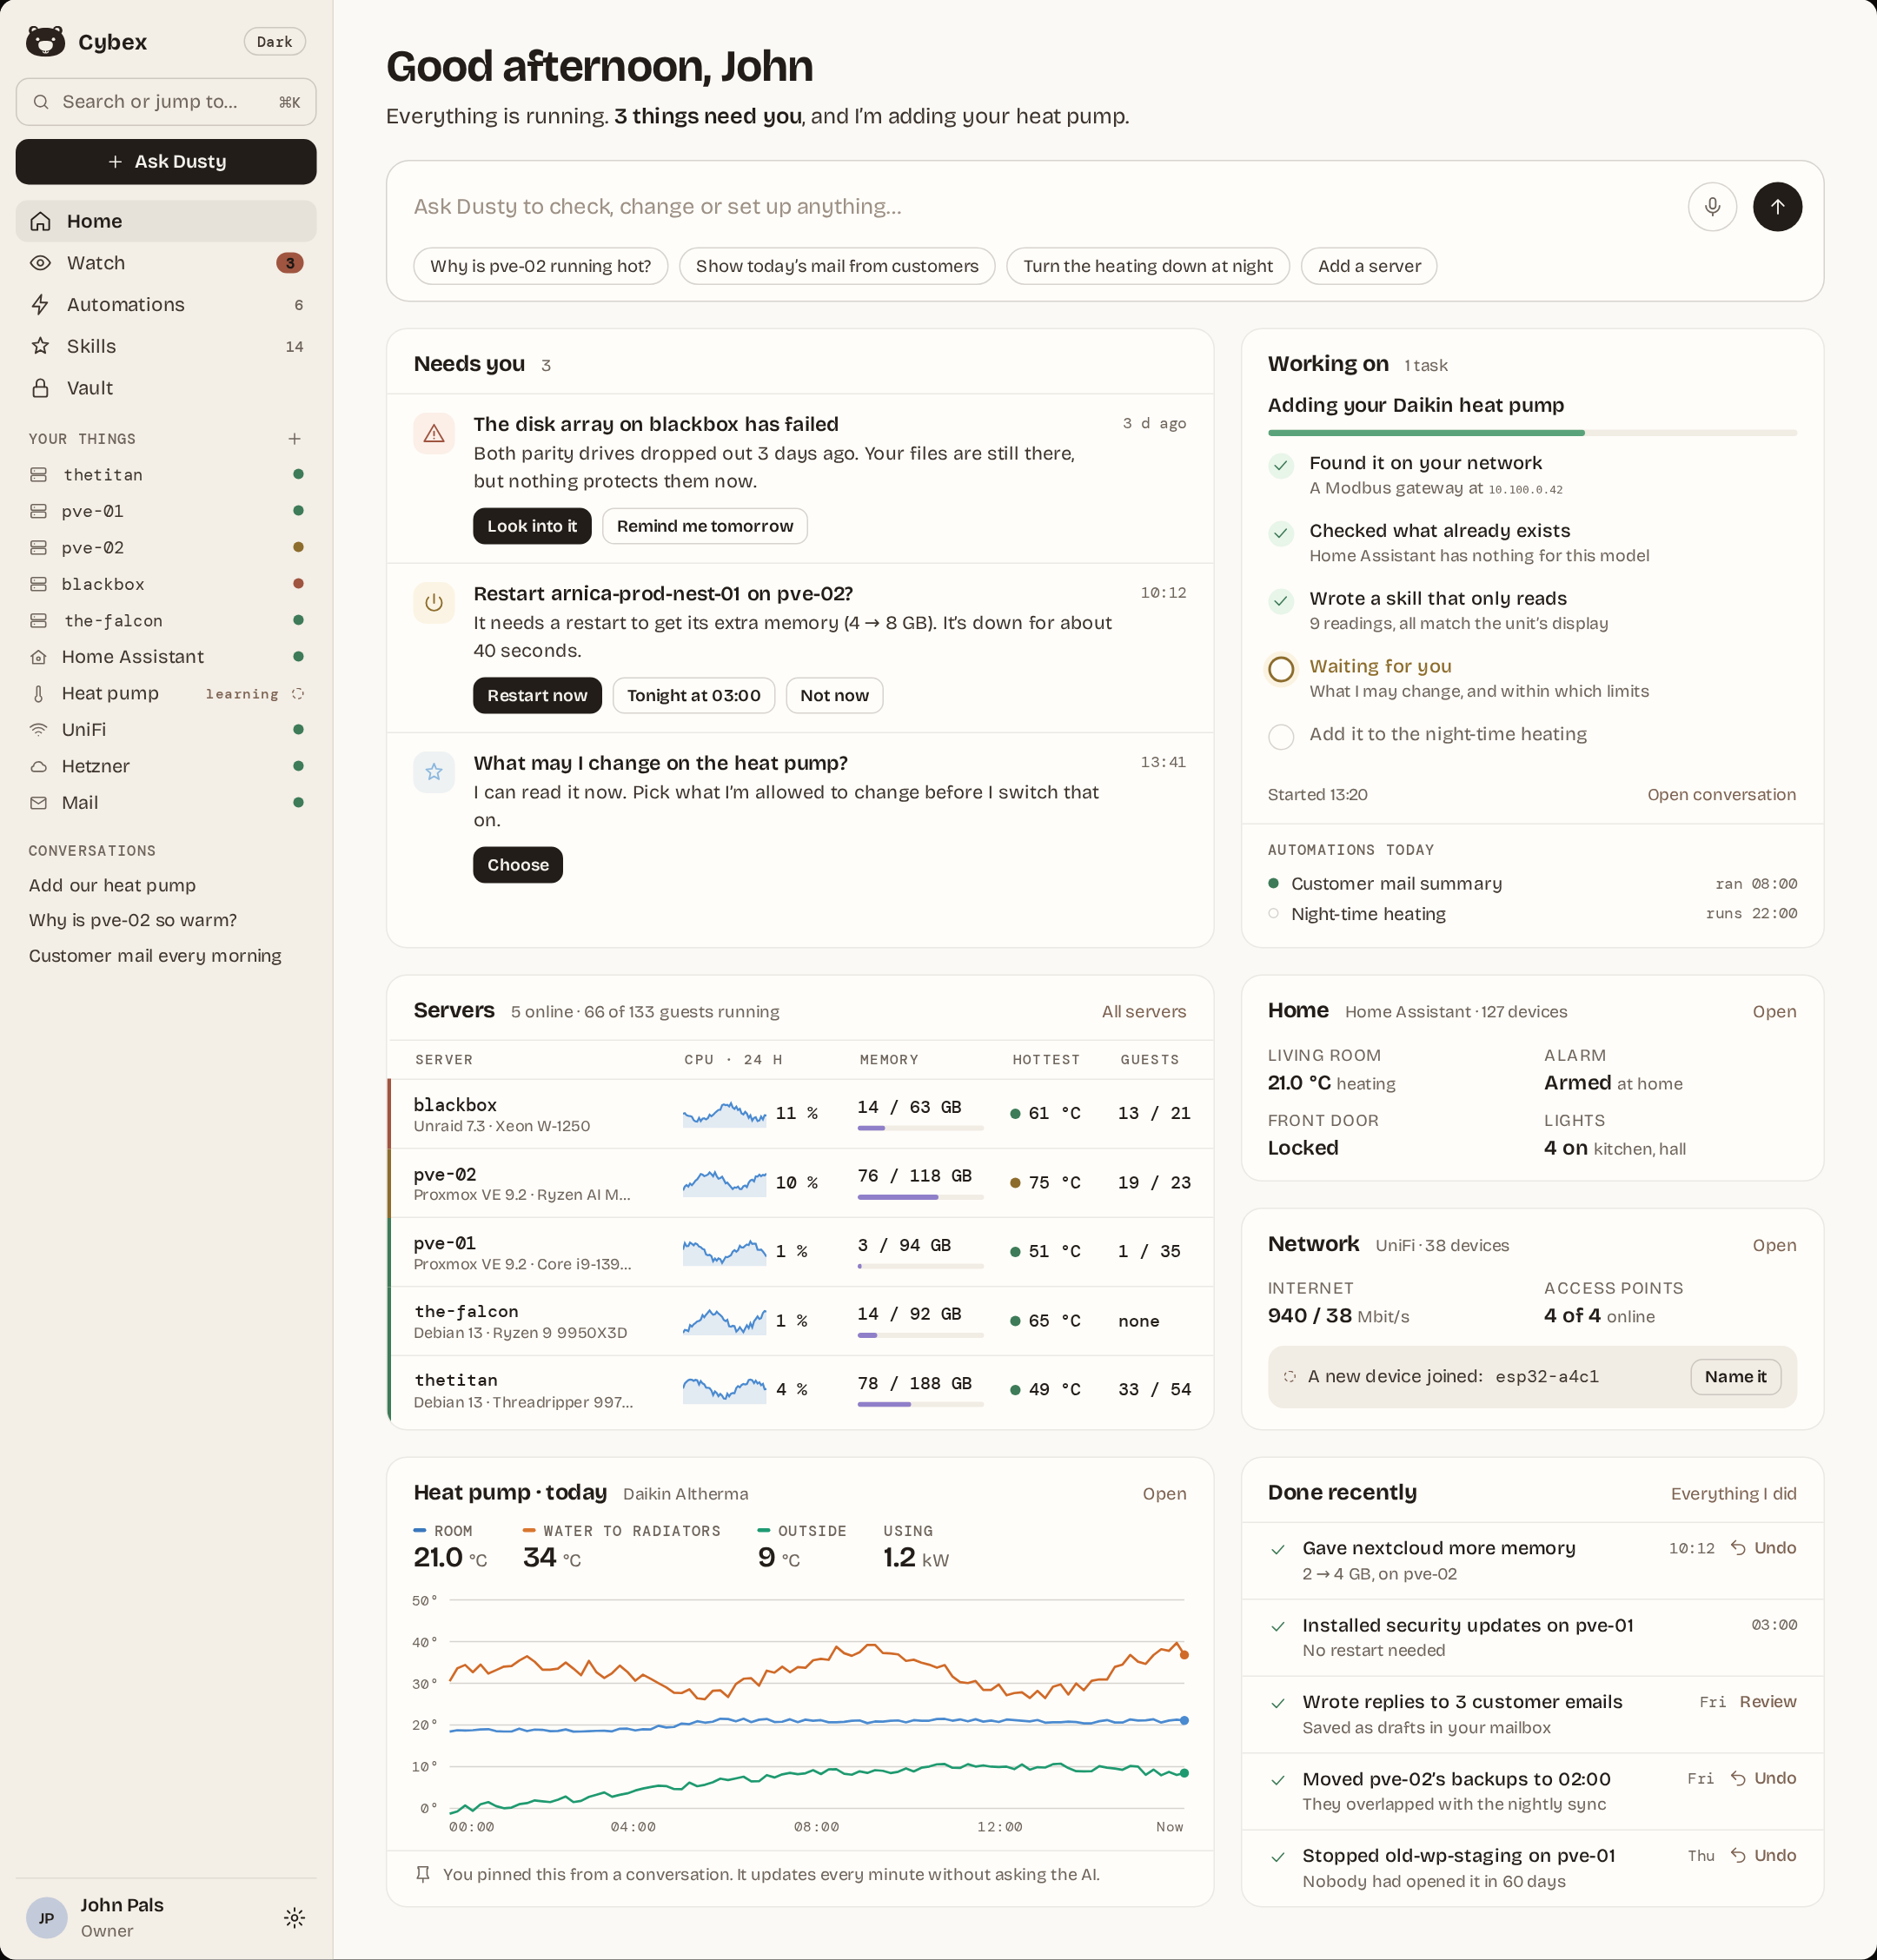 Cybex
Dark
Search or jump to...
⌘K
+ Ask Dusty
Home
Watch
3
Automations
6
Skills
14
Vault
YOUR THINGS
+
thetitan
pve-01
pve-02
blackbox
the-falcon
Home Assistant
Heat pump
learning
UniFi
Hetzner
Mail
CONVERSATIONS
Add our heat pump
Why is pve-02 so warm?
Customer mail every morning
JP
John Pals
Owner
Good afternoon, John
Everything is running. 3 things need you, and I'm adding your heat pump.
Ask Dusty to check, change or set up anything...
Why is pve-02 running hot?
Show today's mail from customers
Turn the heating down at night
Add a server
Needs you 3
The disk array on blackbox has failed
3 d ago
Both parity drives dropped out 3 days ago. Your files are still there,
but nothing protects them now.
Look into it
Remind me tomorrow
Restart arnica-prod-nest-01 on pve-02?
10:12
It needs a restart to get its extra memory (4 → 8 GB). It's down for about
40 seconds.
Restart now
Tonight at 03:00
Not now
What may I change on the heat pump?
13:41
I can read it now. Pick what I'm allowed to change before I switch that
on.
Choose
Working on 1 task
Adding your Daikin heat pump
Found it on your network
A Modbus gateway at 10.100.0.42
Checked what already exists
Home Assistant has nothing for this model
Wrote a skill that only reads
9 readings, all match the unit's display
Waiting for you
What I may change, and within which limits
Add it to the night-time heating
Started 13:20
Open conversation
AUTOMATIONS TODAY
Customer mail summary
ran 08:00
Night-time heating
runs 22:00
Servers 5 online · 66 of 133 guests running
All servers
SERVER CPU · 24 H MEMORY HOTTEST GUESTS
blackbox
Unraid 7.3 · Xeon W-1250
11 %
14 / 63 GB
61 °C
13 / 21
pve-02
Proxmox VE 9.2 · Ryzen AI M...
10 %
76 / 118 GB
75 °C
19 / 23
pve-01
Proxmox VE 9.2 · Core i9-139...
1 %
3 / 94 GB
51 °C
1 / 35
the-falcon
Debian 13 · Ryzen 9 9950X3D
1 %
14 / 92 GB
65 °C
none
thetitan
Debian 13 · Threadripper 997...
4 %
78 / 188 GB
49 °C
33 / 54
Home Home Assistant · 127 devices
Open
LIVING ROOM
21.0 °C heating
ALARM
Armed at home
FRONT DOOR
Locked
LIGHTS
4 on kitchen, hall
Network UniFi · 38 devices
Open
INTERNET
940 / 38 Mbit/s
ACCESS POINTS
4 of 4 online
A new device joined: esp32-a4c1
Name it
Heat pump · today Daikin Altherma
Open
ROOM
21.0 °C
WATER TO RADIATORS
34 °C
OUTSIDE
9 °C
USING
1.2 kW
50°
40°
30°
20°
10°
0°
00:00 04:00 08:00 12:00 Now
You pinned this from a conversation. It updates every minute without asking the AI.
Done recently
Everything I did
Gave nextcloud more memory
10:12
Undo
2 → 4 GB, on pve-02
Installed security updates on pve-01
03:00
No restart needed
Wrote replies to 3 customer emails
Fri
Review
Saved as drafts in your mailbox
Moved pve-02's backups to 02:00
Fri
Undo
They overlapped with the nightly sync
Stopped old-wp-staging on pve-01
Thu
Undo
Nobody had opened it in 60 days